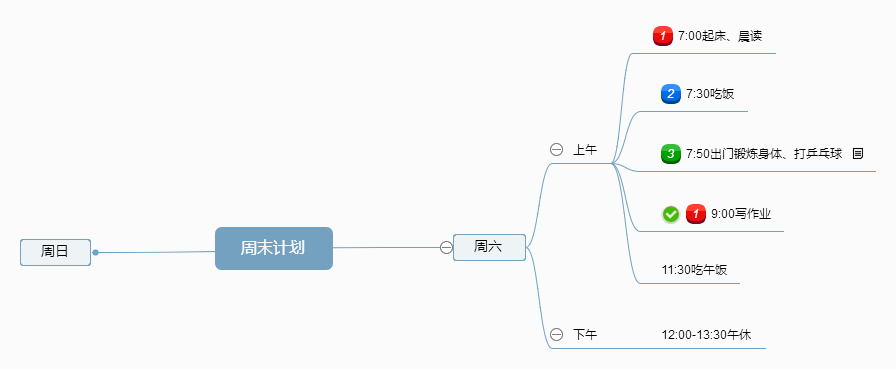 周末计划
周日
周六
上午
1 7:00起床、晨读
2 7:30吃饭
3 7:50出门锻炼身体、打乒乓球
1 9:00写作业
11:30吃午饭
下午
12:00-13:30午休